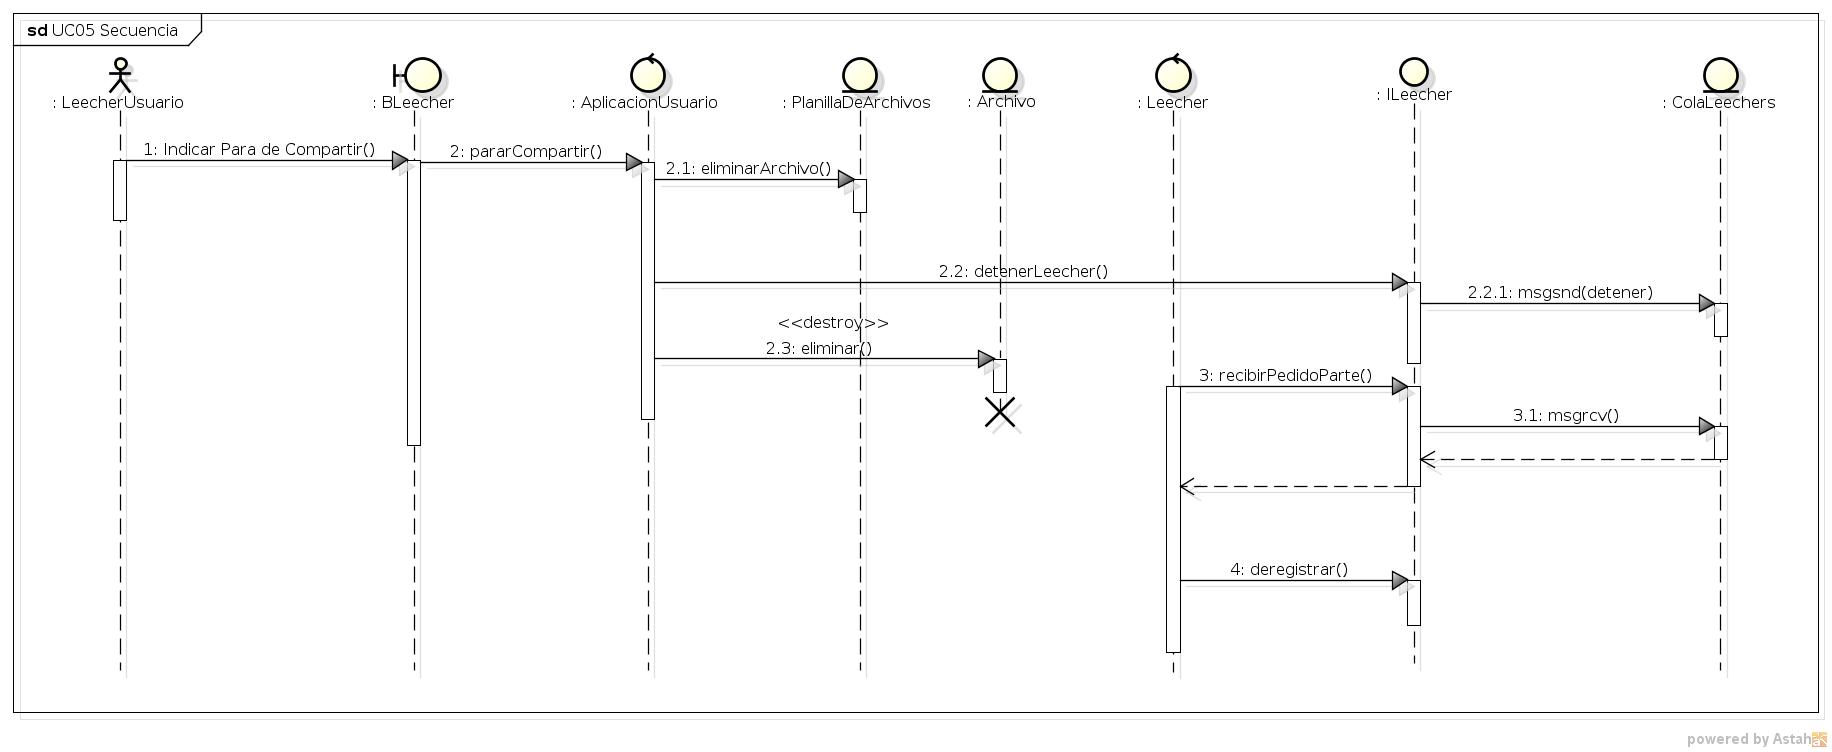 sd UC05 Secuencia
: LeecherUsuario
: BLeecher
: AplicacionUsuario
: PlanillaDeArchivos
: Archivo
: Leecher
: ILeecher
: ColaLeechers
1: Indicar Para de Compartir()
2: pararCompartir()
2.1: eliminarArchivo()
2.2: detenerLeecher()
2.2.1: msgsnd(detener)
<<destroy>>
2.3: eliminar()
3: recibirPedidoParte()
3.1: msgrcv()
4: deregistrar()
powered by Astah